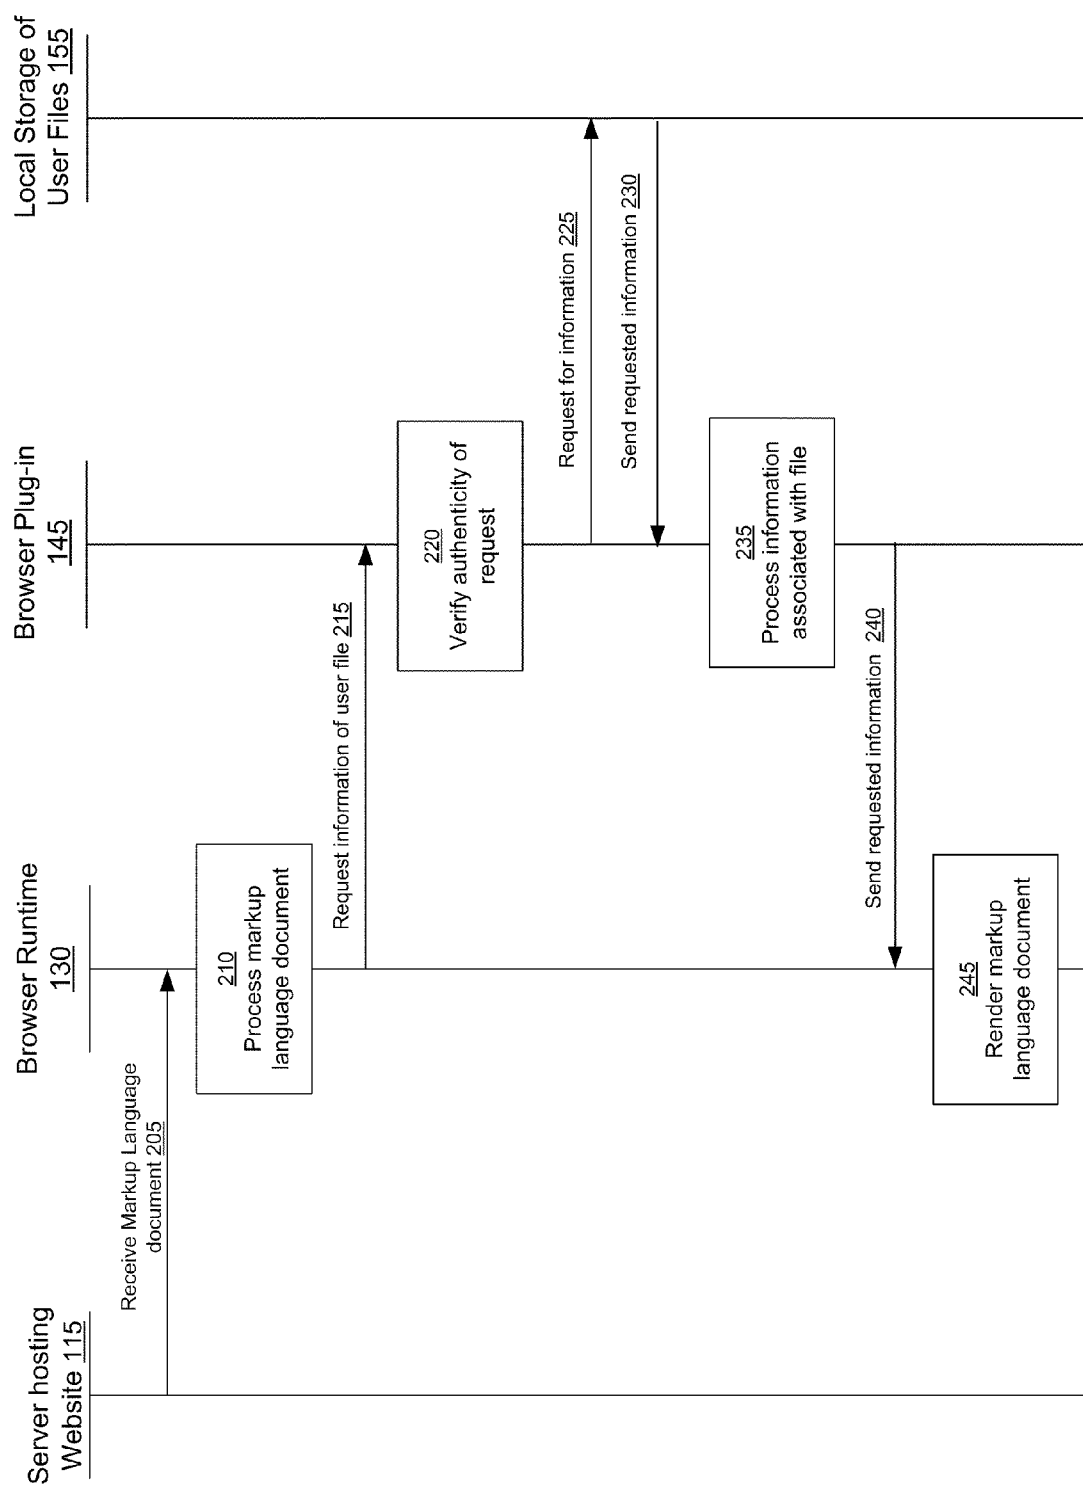 Server hosting
Website 115
Browser Runtime
130
Browser Plug-in
145
Local Storage of
User Files 155
Receive Markup Language
document 205
210
Process markup
language document
Request information of user file 215
220
Verify authenticity of
request
Request for information 225
Send requested information 230
235
Process information
associated with file
Send requested information 240
245
Render markup
language document